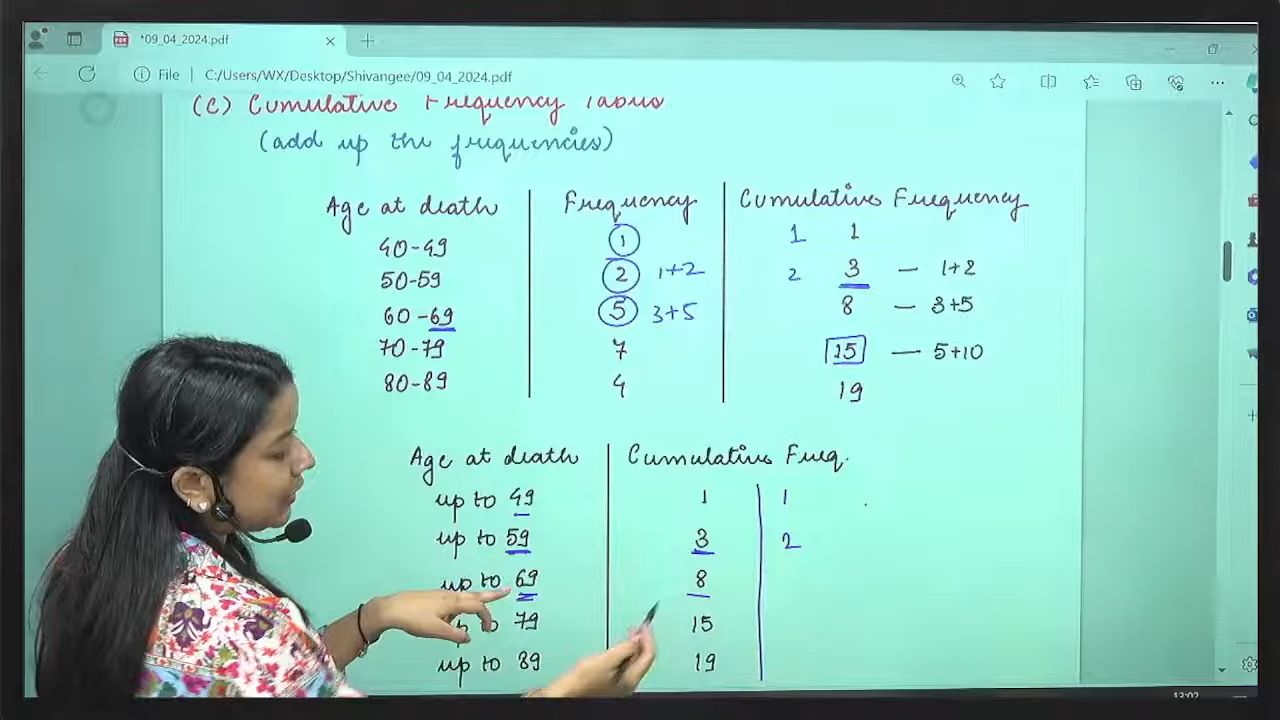 *09_04_2024.pdf
File | C:/Users/WX/Desktop/Shivangee/09_04_2024.pdf
(C) Cumulative Frequency
(add up the frequencies)
Age at death Frequency Cumulative Frequency
40-49 1 1 1
50-59 2 1+2 2 3 — 1+2
60-69 5 3+5 8 — 3+5
70-79 7 15 — 5+10
80-89 4 19
Age at death Cumulative Freq.
up to 49 1 1
up to 59 3 2
up to 69 8
up to 79 15
up to 89 19